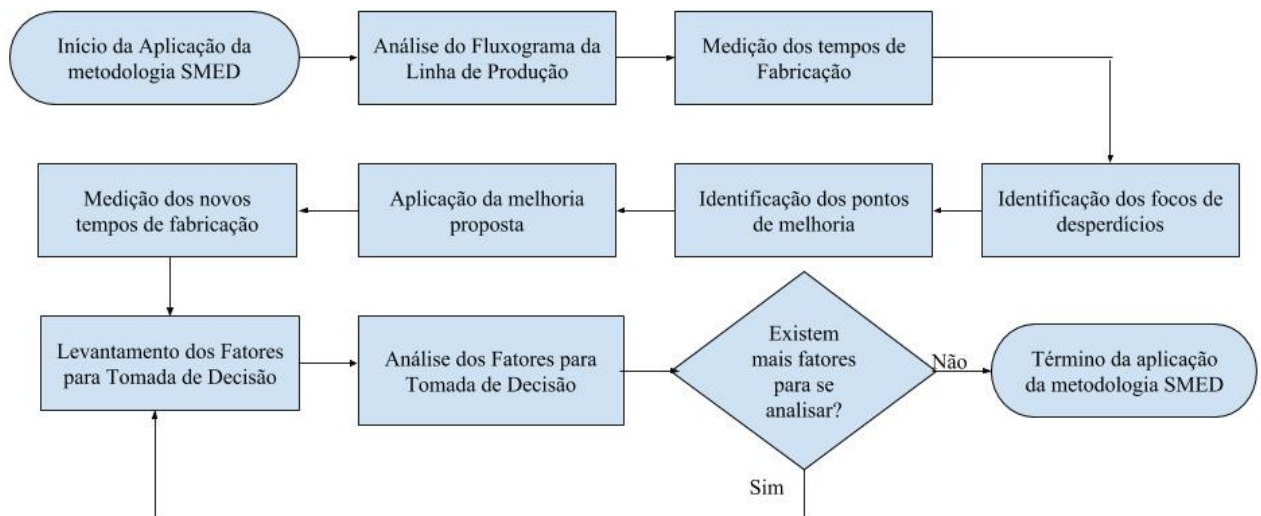 Início da Aplicação da
metodologia SMED
Análise do Fluxograma da
Linha de Produção
Medição dos tempos de
Fabricação
Identificação dos focos de
desperdícios
Identificação dos pontos
de melhoria
Aplicação da melhoria
proposta
Medição dos novos
tempos de fabricação
Levantamento dos Fatores
para Tomada de Decisão
Análise dos Fatores para
Tomada de Decisão
Existem
mais fatores
para se
analisar?
Não
Término da aplicação
da metodologia SMED
Sim